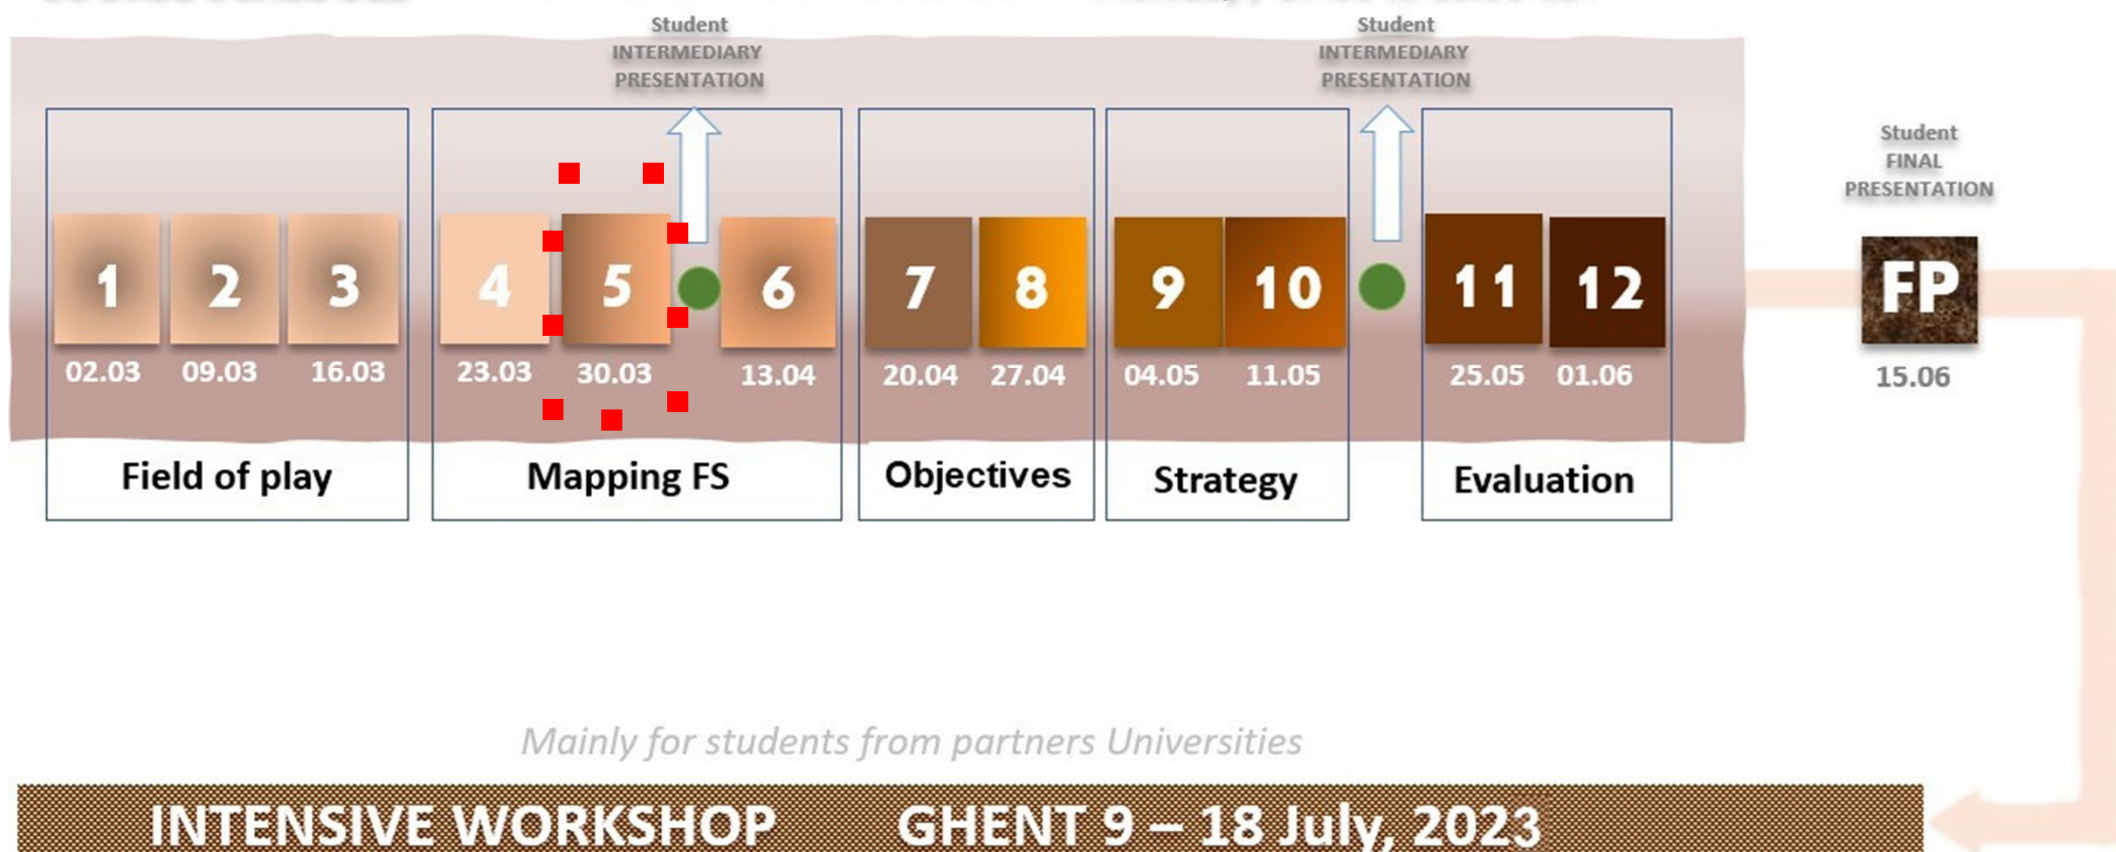 Student
INTERMEDIARY
PRESENTATION
Student
INTERMEDIARY
PRESENTATION
Student
FINAL
PRESENTATION
1 2 3 4 5 6 7 8 9 10 11 12 FP
02.03 09.03 16.03 23.03 30.03 13.04 20.04 27.04 04.05 11.05 25.05 01.06 15.06
Field of play Mapping FS Objectives Strategy Evaluation
Mainly for students from partners Universities
INTENSIVE WORKSHOP GHENT 9 – 18 July, 2023